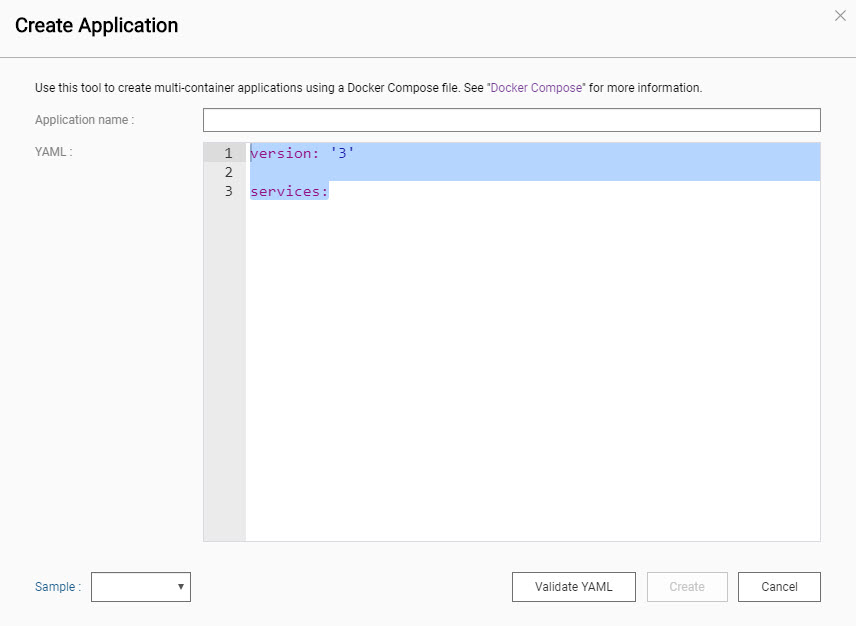 Create Application
Use this tool to create multi-container applications using a Docker Compose file. See "Docker Compose" for more information.
Application name :
YAML :
1 version: '3'
2
3 services:
Sample :
Validate YAML
Create
Cancel